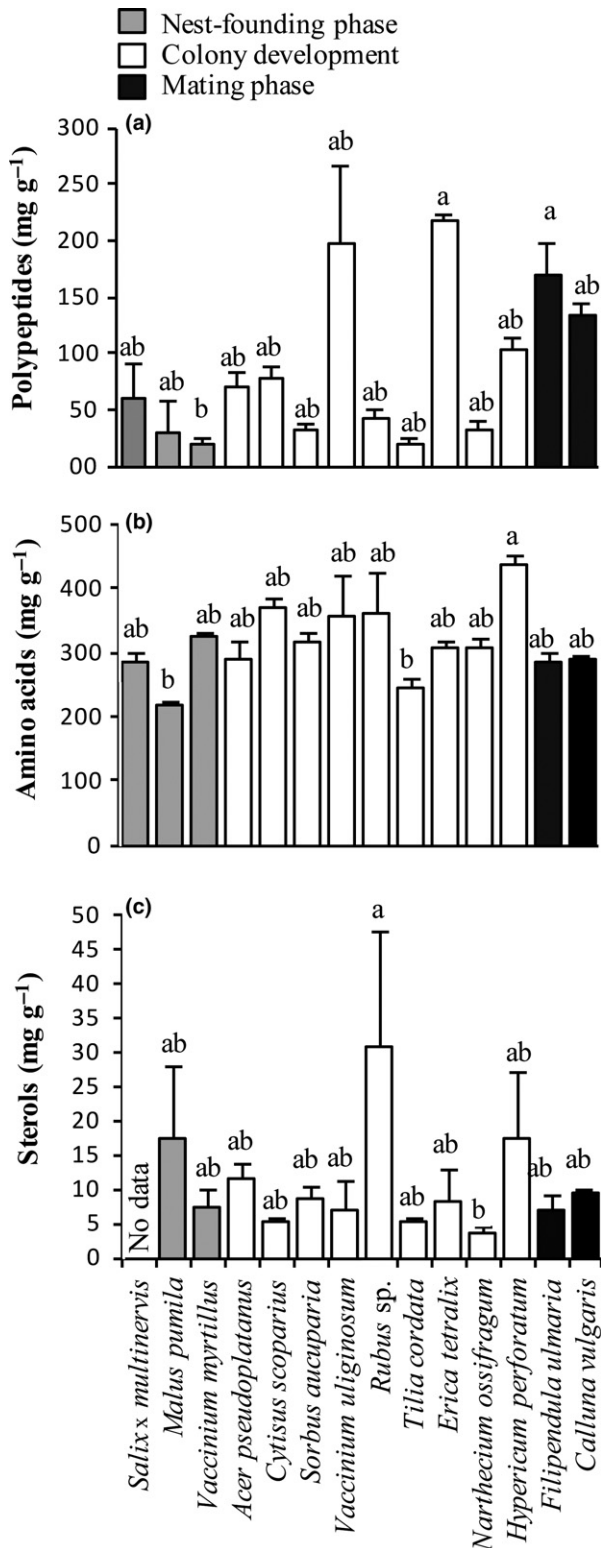 Nest-founding phase
Colony development
Mating phase
(a)
Polypeptides (mg g⁻¹)
300
250
200
150
100
50
00
ab
ab
b
ab
ab
ab
ab
ab
ab
a
ab
ab
a
ab
(b)
Amino acids (mg g⁻¹)
500
400
300
200
100
0
ab
b
ab
ab
ab
ab
ab
ab
b
ab
ab
a
ab
ab
(c)
Sterols (mg g⁻¹)
50
45
40
35
30
25
20
15
10
5
0
No data
ab
ab
ab
ab
ab
ab
a
ab
ab
b
ab
ab
ab
Salix x multinervis
Malus pumila
Vaccinium myrtillus
Acer pseudoplatanus
Cytisus scoparius
Sorbus aucuparia
Vaccinium uliginosum
Rubus sp.
Tilia cordata
Erica tetralix
Narthecium ossifragum
Hypericum perforatum
Filipendula ulmaria
Calluna vulgaris